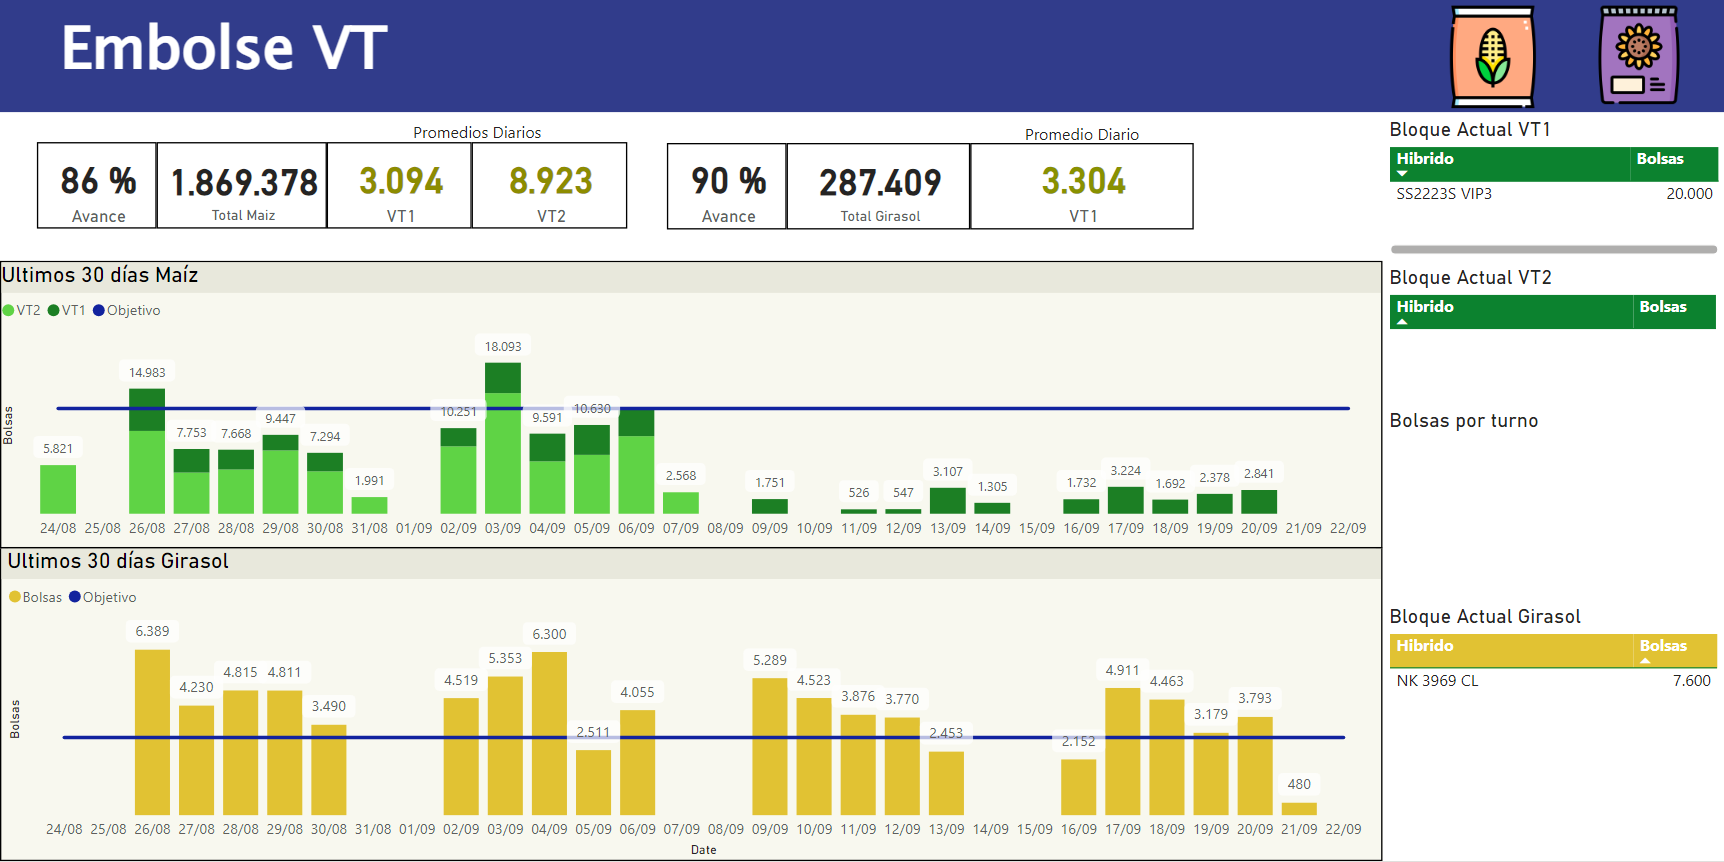 Embolse VT
Promedios Diarios
86 %
Avance
1.869.378
Total Maiz
3.094
VT1
8.923
VT2
Promedio Diario
90 %
Avance
287.409
Total Girasol
3.304
VT1
Bloque Actual VT1
Hibrido Bolsas
SS2223S VIP3 20.000
Bloque Actual VT2
Hibrido Bolsas
Bolsas por turno
Bloque Actual Girasol
Hibrido Bolsas
NK 3969 CL 7.600
Ultimos 30 días Maíz
VT2 VT1 Objetivo
Bolsas
5.821 14.983 7.753 7.668 9.447 7.294 1.991 10.251 18.093 9.591 10.630 2.568 1.751 526 547 3.107 1.305 1.732 3.224 1.692 2.378 2.841
24/08 25/08 26/08 27/08 28/08 29/08 30/08 31/08 01/09 02/09 03/09 04/09 05/09 06/09 07/09 08/09 09/09 10/09 11/09 12/09 13/09 14/09 15/09 16/09 17/09 18/09 19/09 20/09 21/09 22/09
Ultimos 30 días Girasol
Bolsas Objetivo
Bolsas
6.389 4.230 4.815 4.811 3.490 4.519 5.353 6.300 2.511 4.055 5.289 4.523 3.876 3.770 2.453 2.152 4.911 4.463 3.179 3.793 480
24/08 25/08 26/08 27/08 28/08 29/08 30/08 31/08 01/09 02/09 03/09 04/09 05/09 06/09 07/09 08/09 09/09 10/09 11/09 12/09 13/09 14/09 15/09 16/09 17/09 18/09 19/09 20/09 21/09 22/09
Date